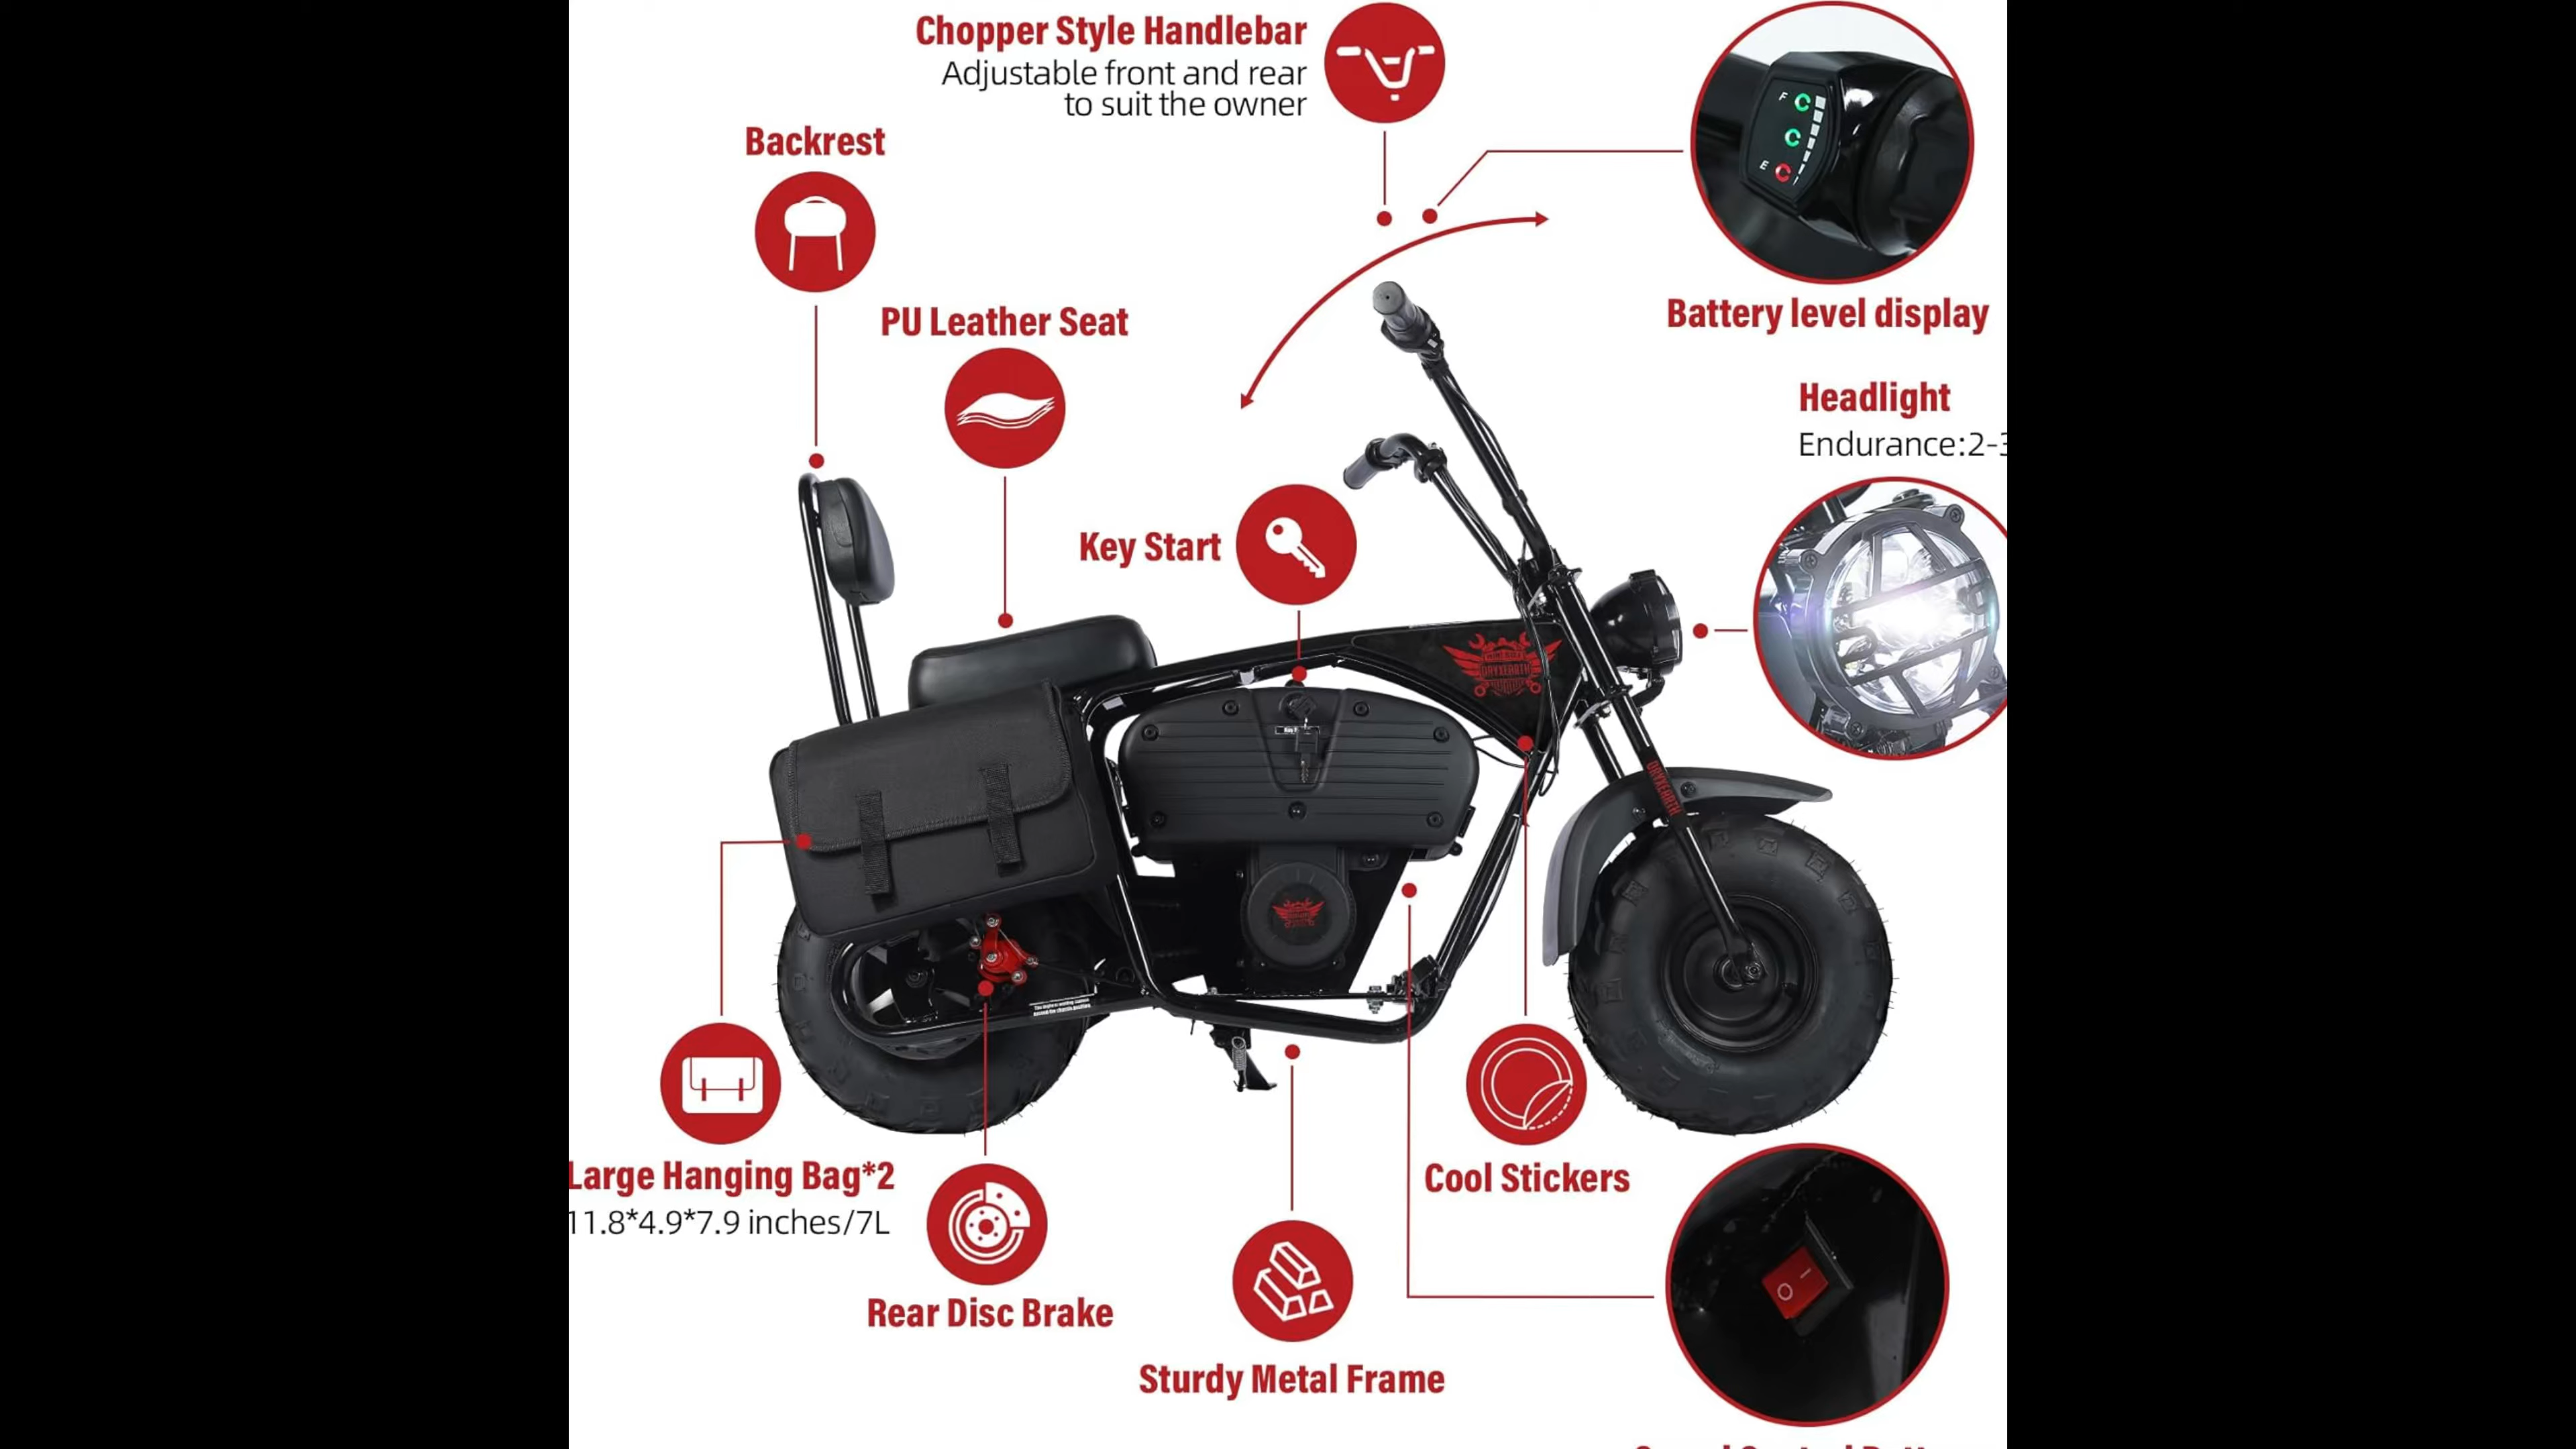 Chopper Style Handlebar
Adjustable front and rear
to suit the owner
Backrest
F
E
Battery level display
PU Leather Seat
Headlight
Endurance:2-3
Key Start
DRYXEARTH
Large Hanging Bag*2
11.8*4.9*7.9 inches/7L
Rear Disc Brake
Cool Stickers
Sturdy Metal Frame